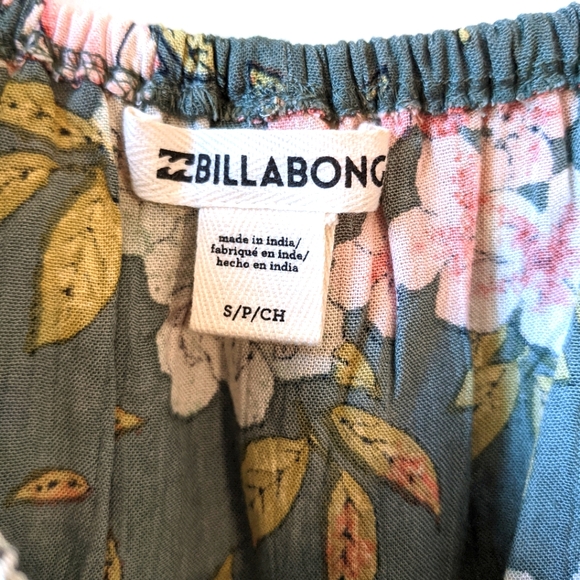 BILLABONG
made in india/
fabriqué en inde/
hecho en india
S/P/CH